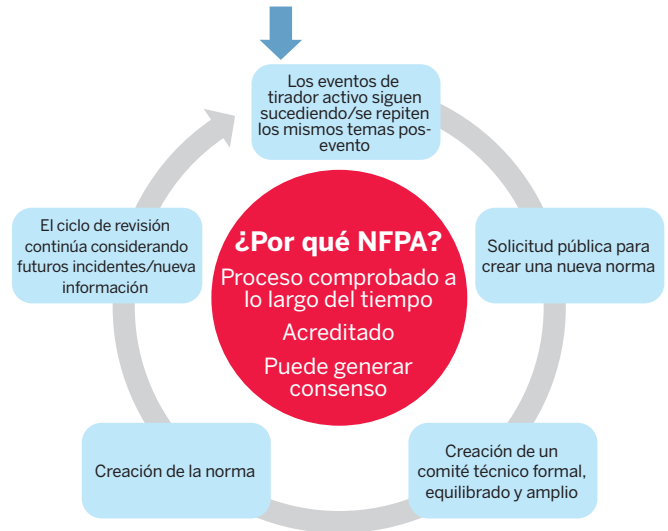 Los eventos de
tirador activo siguen
sucediendo/se repiten
los mismos temas pos-
evento
Solicitud pública para
crear una nueva norma
Creación de un
comité técnico formal,
equilibrado y amplio
Creación de la norma
El ciclo de revisión
continúa considerando
futuros incidentes/nueva
información
¿Por qué NFPA?
Proceso comprobado a
lo largo del tiempo
Acreditado
Puede generar
consenso